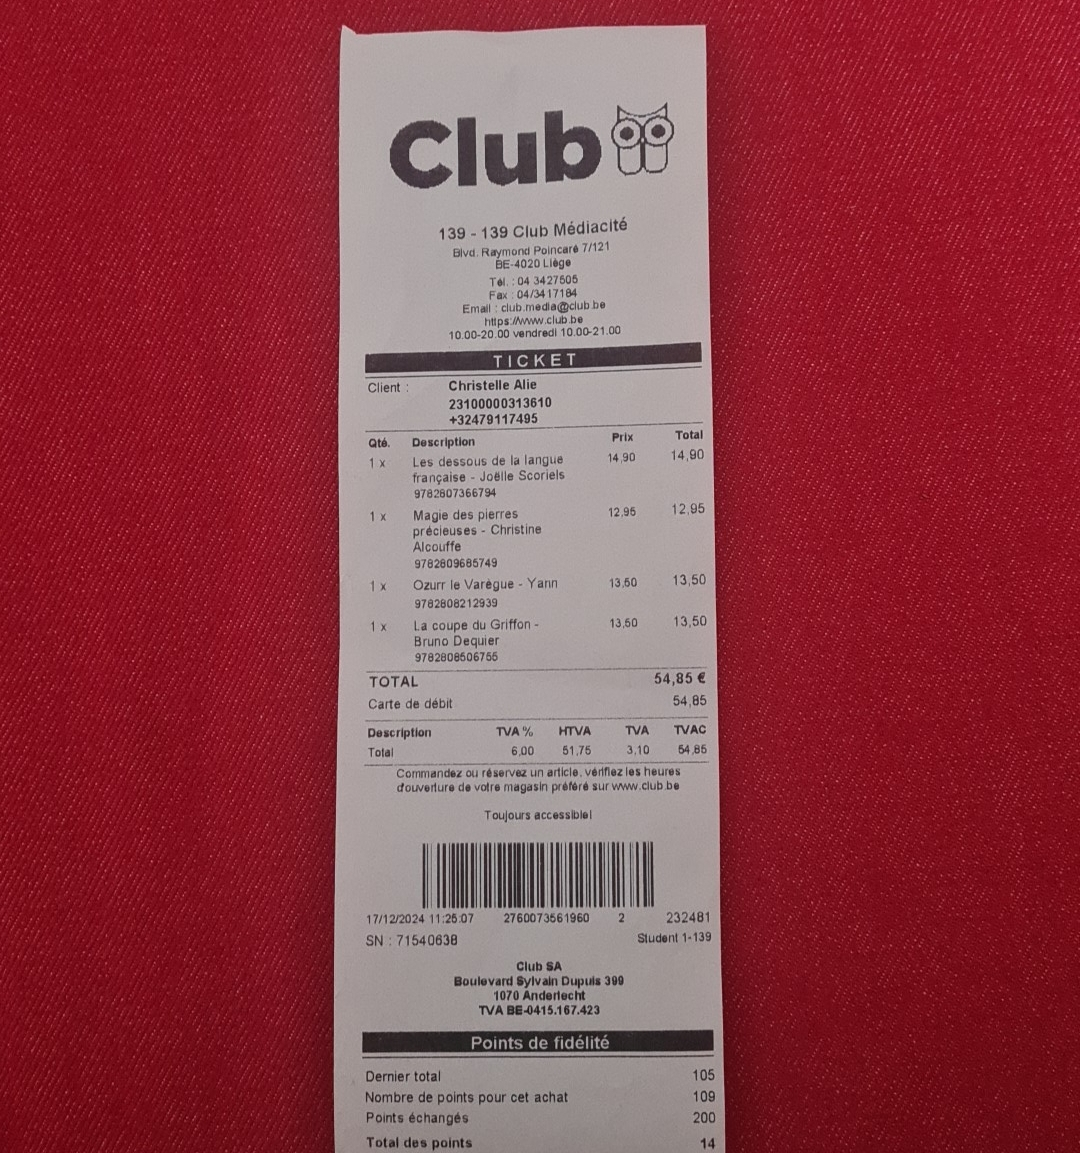 Club
139 - 139 Club Médiacité
Blvd. Raymond Poincaré 7/121
BE-4020 Liège
Tél. : 04 3427505
Fax : 04/3417184
Email : club.media@club.be
https://www.club.be
10.00-20.00 vendredi 10.00-21.00
TICKET
Client : Christelle Alie
23100000313610
+32479117495
Qté. Description Prix Total
1 x Les dessous de la langue 14,90 14,90
française - Joëlle Scoriels
9782807366794
1 x Magie des pierres 12,95 12,95
précieuses - Christine
Alcouffe
9782809685749
1 x Ozurr le Varègue - Yann 13,50 13,50
9782808212939
1 x La coupe du Griffon - 13,50 13,50
Bruno Dequier
9782808506755
TOTAL 54,85 €
Carte de débit 54,85
Description TVA % HTVA TVA TVAC
Total 6,00 51,75 3,10 54,85
Commandez ou réservez un article, vérifiez les heures
d'ouverture de votre magasin préféré sur www.club.be
Toujours accessible!
17/12/2024 11:25:07 2760073561960 2 232481
SN : 71540638 Student 1-139
Club SA
Boulevard Sylvain Dupuis 399
1070 Anderlecht
TVA BE-0415.167.423
Points de fidélité
Dernier total 105
Nombre de points pour cet achat 109
Points échangés 200
Total des points 14